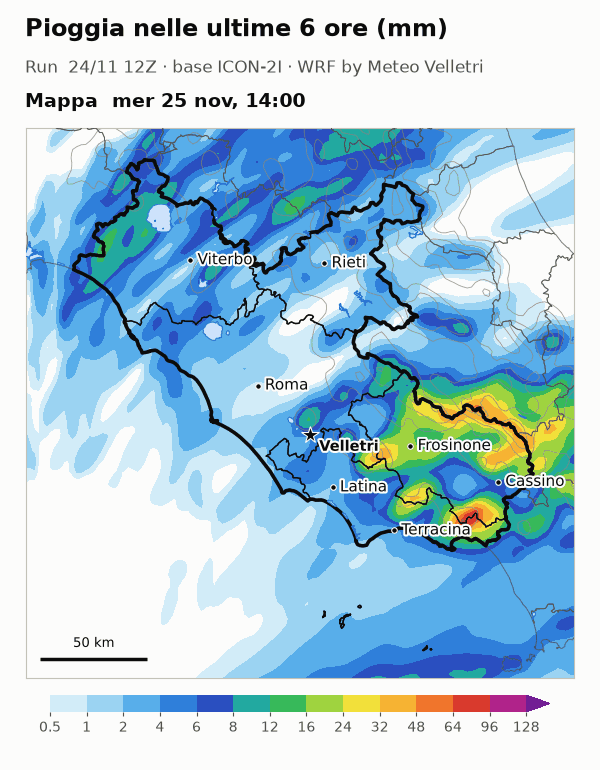 Pioggia nelle ultime 6 ore (mm)
Run  24/11 12Z · base ICON-2I · WRF by Meteo Velletri
Mappa  mer 25 nov, 14:00
Viterbo
Rieti
Roma
Velletri
Frosinone
Latina
Cassino
Terracina
50 km
0.5 1 2 4 6 8 12 16 24 32 48 64 96 128